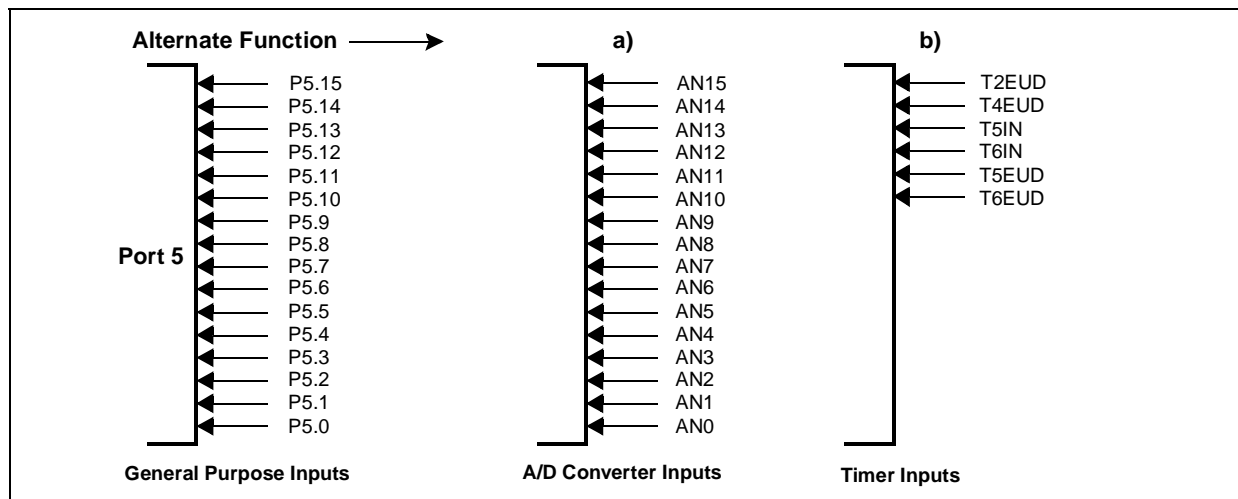 Alternate Function a) b)
P5.15 AN15 T2EUD
P5.14 AN14 T4EUD
P5.13 AN13 T5IN
P5.12 AN12 T6IN
P5.11 AN11 T5EUD
P5.10 AN10 T6EUD
P5.9 AN9
P5.8 AN8
Port 5 P5.7 AN7
P5.6 AN6
P5.5 AN5
P5.4 AN4
P5.3 AN3
P5.2 AN2
P5.1 AN1
P5.0 AN0
General Purpose Inputs A/D Converter Inputs Timer Inputs